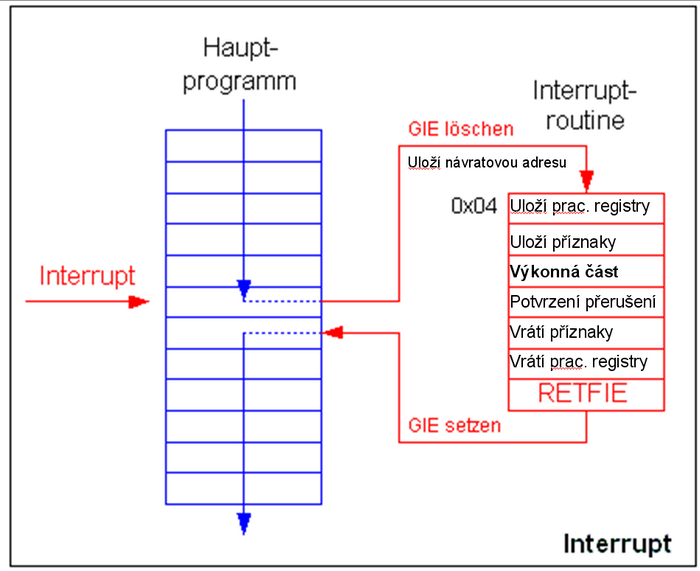 Haupt-
programm
Interrupt-
routine
GIE löschen
Uloží návratovou adresu
0x04
Uloží prac. registry
Uloží příznaky
Výkonná část
Interrupt
Potvrzení přerušení
Vrátí příznaky
Vrátí prac. registry
RETFIE
GIE setzen
Interrupt